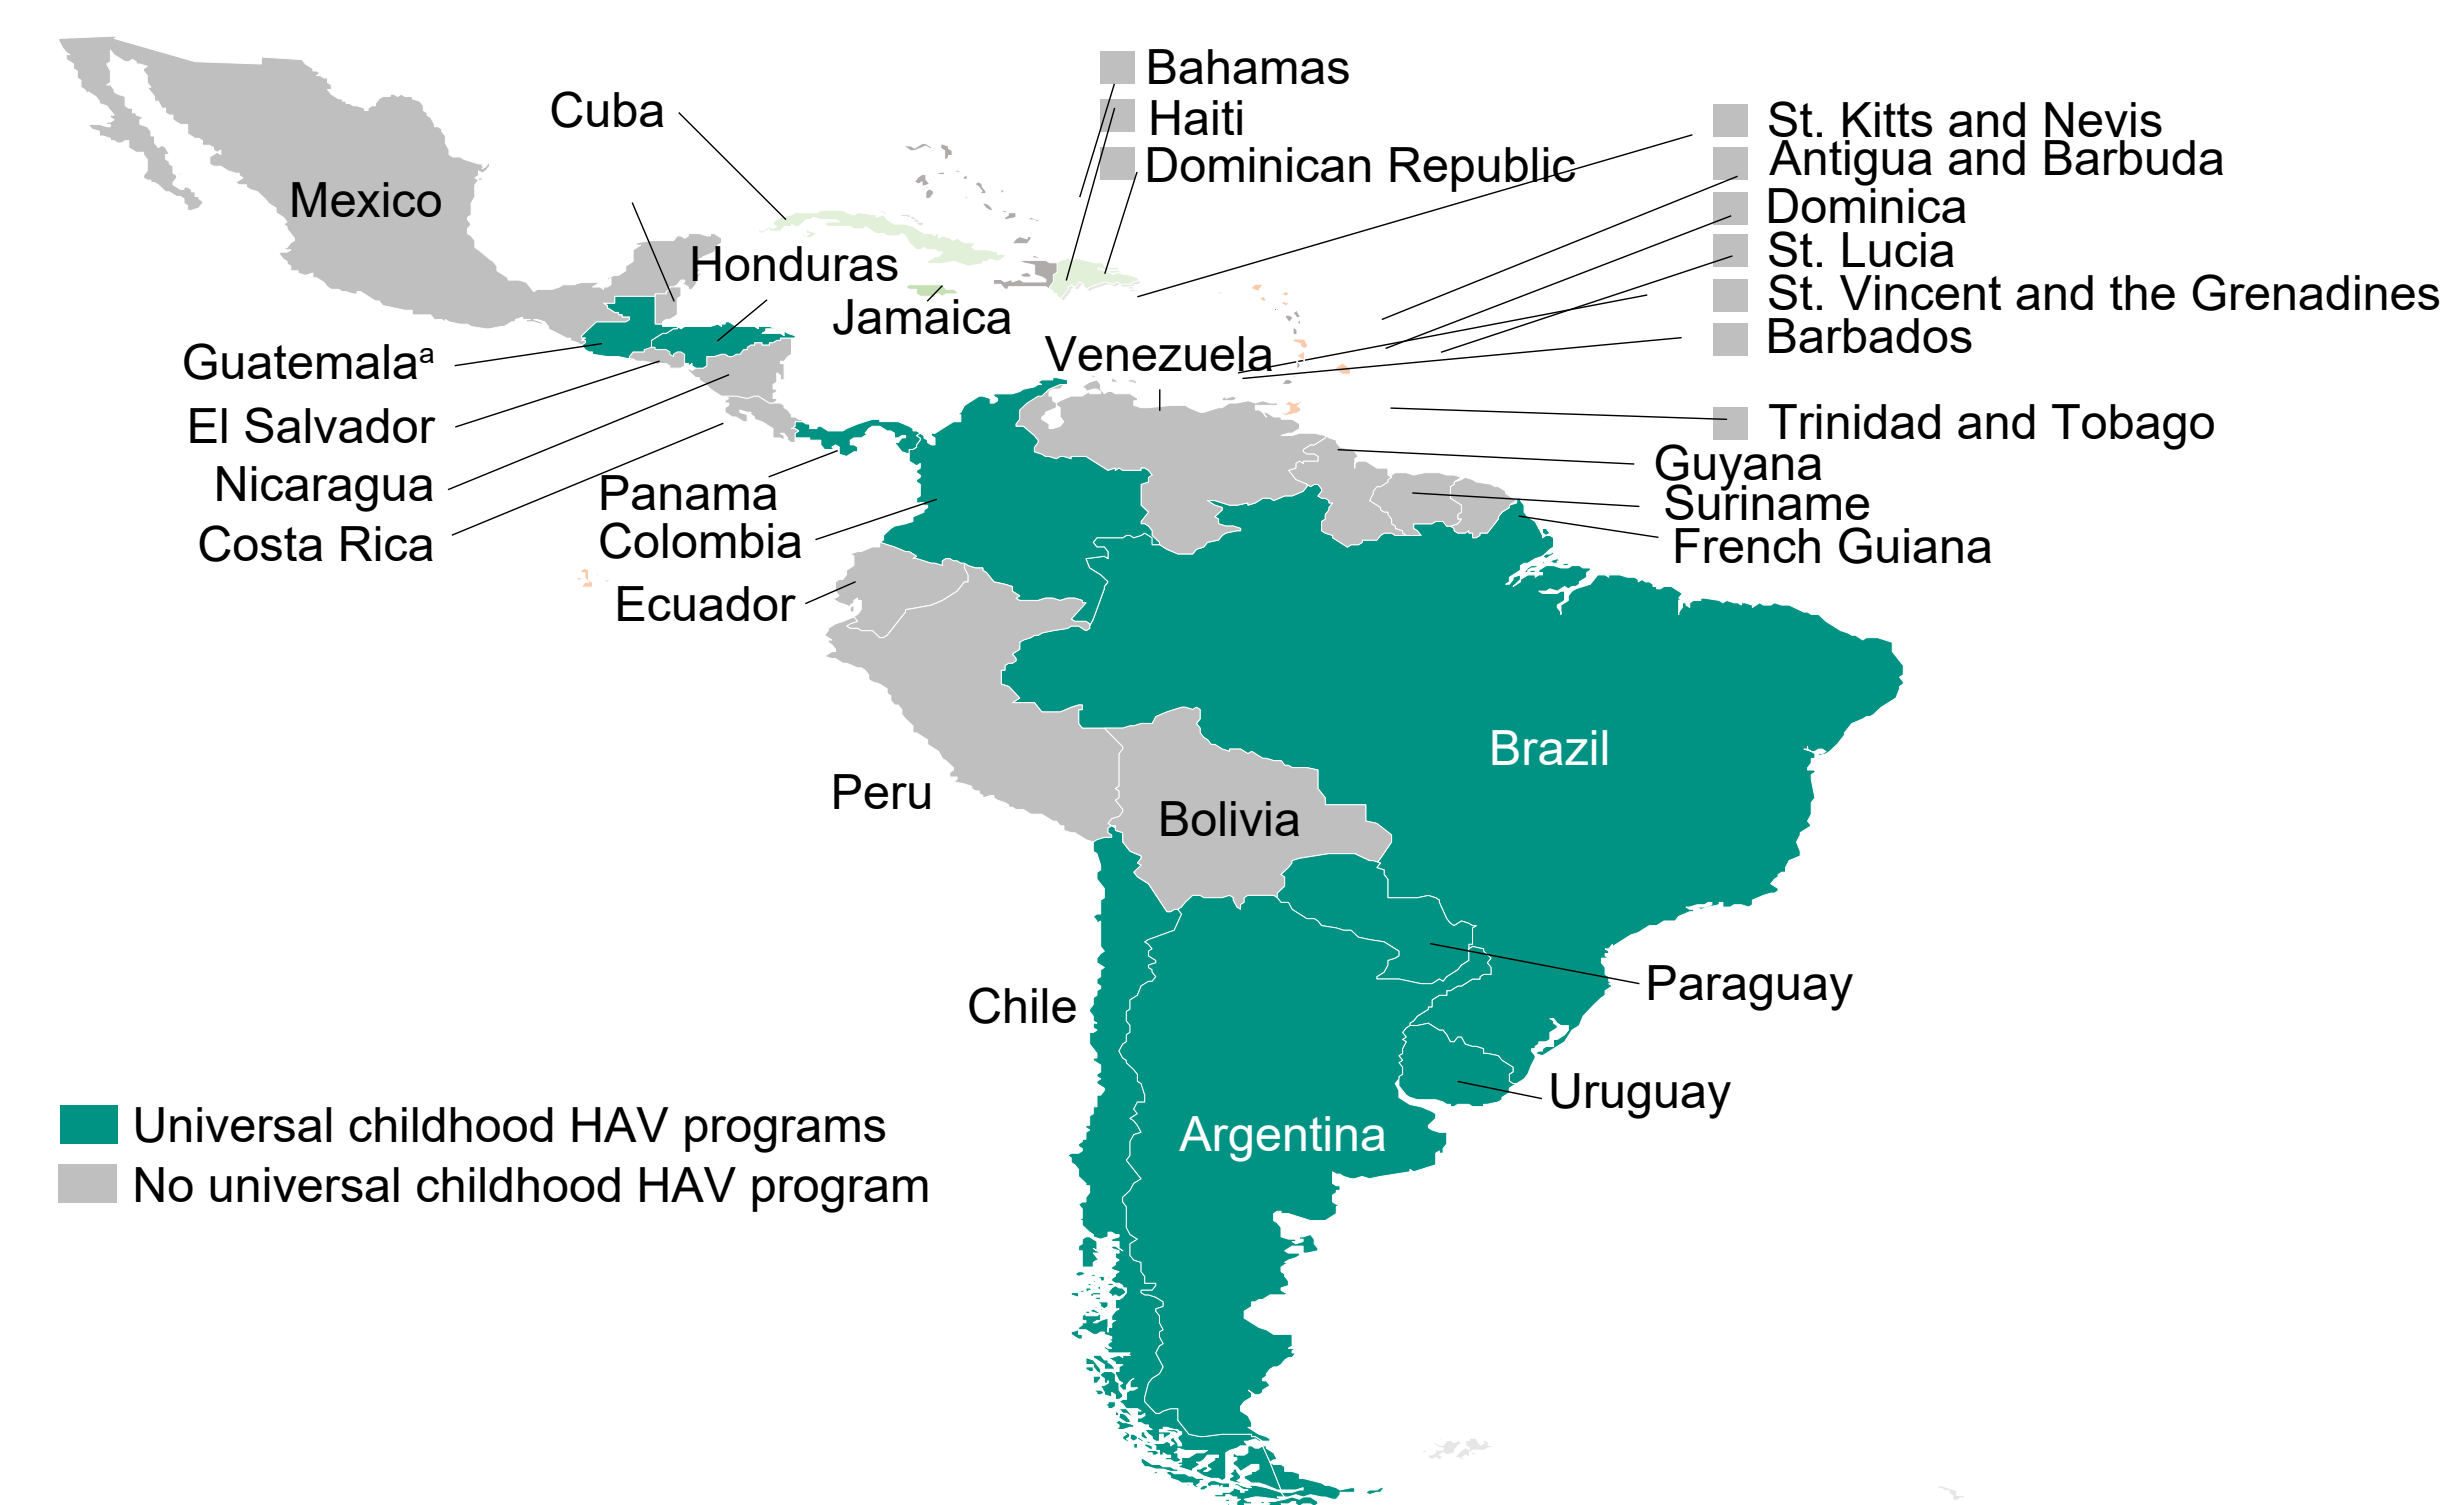 Bahamas
Haiti
Dominican Republic
Cuba
St. Kitts and Nevis
Antigua and Barbuda
Dominica
St. Lucia
St. Vincent and the Grenadines
Barbados
Mexico
Honduras
Jamaica
Venezuela
Guatemalaᵃ
El Salvador
Nicaragua
Costa Rica
Trinidad and Tobago
Guyana
Suriname
French Guiana
Panama
Colombia
Ecuador
Brazil
Peru
Bolivia
Chile
Paraguay
Uruguay
Argentina
Universal childhood HAV programs
No universal childhood HAV program